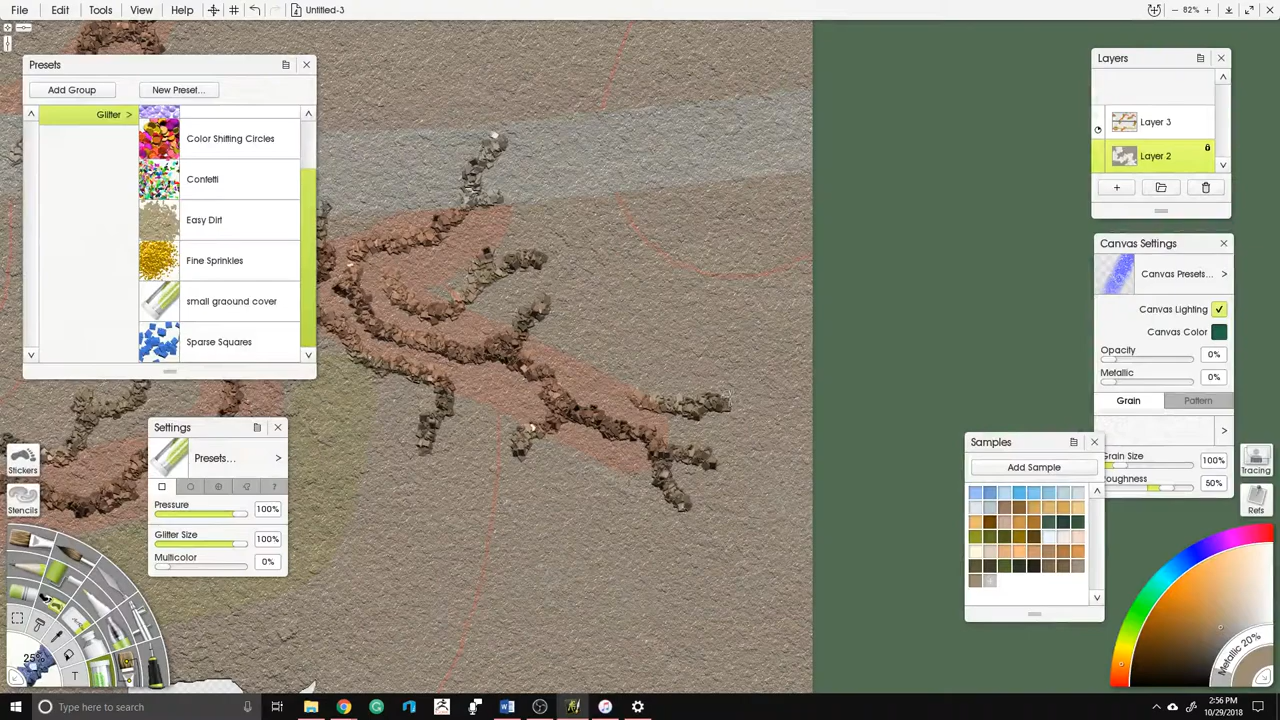 File Edit Tools View Help Untitled-3 82%
Presets
Add Group New Preset...
Glitter >
Color Shifting Circles
Confetti
Easy Dirt
Fine Sprinkles
small graound cover
Sparse Squares
Layers
Layer 3
Layer 2
Canvas Settings
Canvas Presets... >
Canvas Lighting
Canvas Color
Opacity 0%
Metallic 0%
Grain Pattern
Grain Size 100%
Roughness 50%
Settings
Presets... >
Pressure 100%
Glitter Size 100%
Multicolor 0%
Samples
Add Sample
Stickers
Stencils
Tracing
Refs
25%
T
Metallic 20%
Type here to search
2:56 PM
10/29/2018